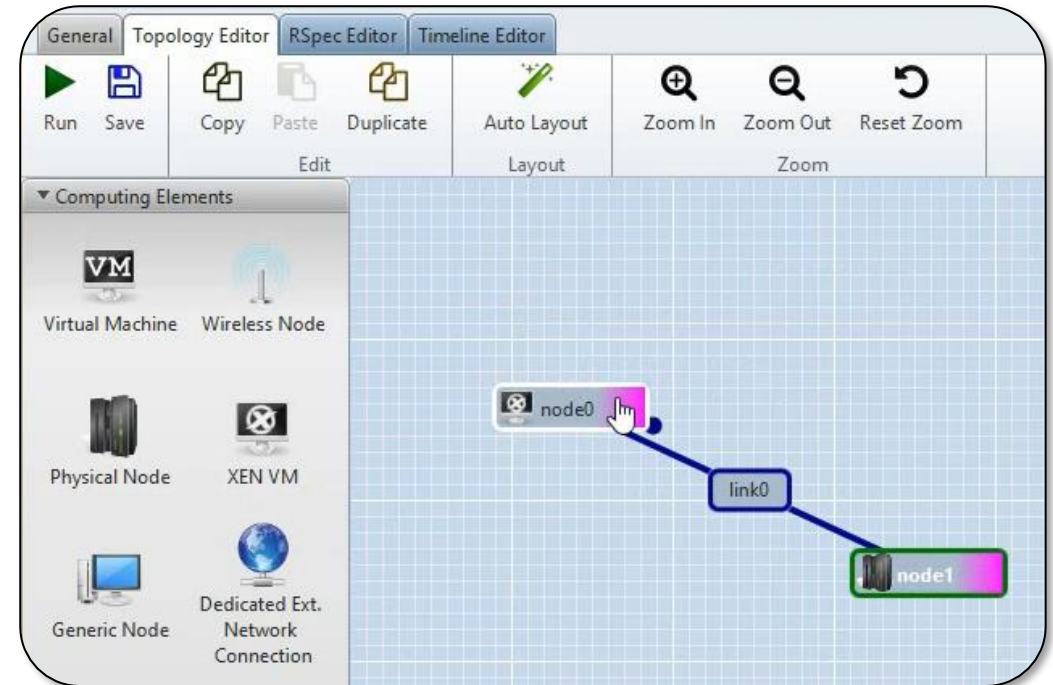 General Topology Editor RSpec Editor Timeline Editor
Run Save Copy Paste Duplicate Auto Layout Zoom In Zoom Out Reset Zoom
Edit Layout Zoom
Computing Elements
VM
Virtual Machine Wireless Node
Physical Node XEN VM
Generic Node Dedicated Ext.
Network
Connection
node0
link0
node1